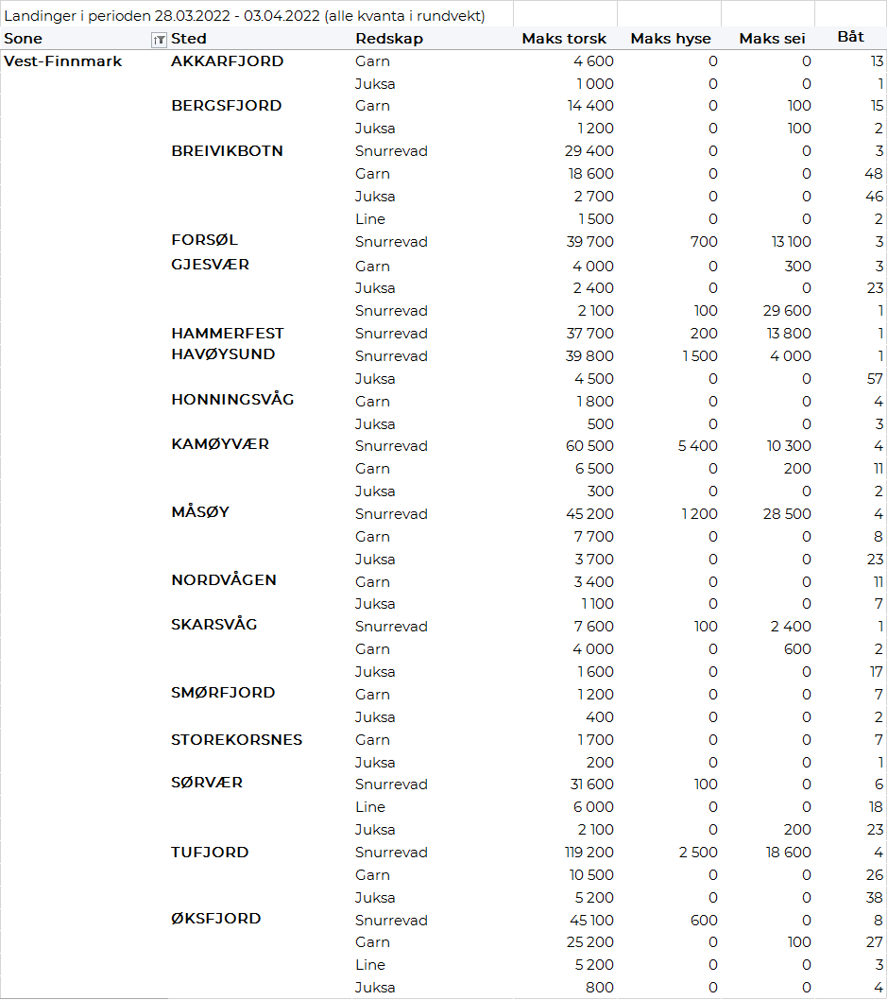 Landinger i perioden 28.03.2022 - 03.04.2022 (alle kvanta i rundvekt)
Sone Sted Redskap Maks torsk Maks hyse Maks sei Båt
Vest-Finnmark AKKARFJORD Garn 4 600 0 0 13
Juksa 1 000 0 0 1
BERGSFJORD Garn 14 400 0 100 15
Juksa 1 200 0 100 2
BREIVIKBOTN Snurrevad 29 400 0 0 3
Garn 18 600 0 0 48
Juksa 2 700 0 0 46
Line 1 500 0 0 2
FORSØL Snurrevad 39 700 700 13 100 3
GJESVÆR Garn 4 000 0 300 3
Juksa 2 400 0 0 23
Snurrevad 2 100 100 29 600 1
HAMMERFEST Snurrevad 37 700 200 13 800 1
HAVØYSUND Snurrevad 39 800 1 500 4 000 1
Juksa 4 500 0 0 57
HONNINGSVÅG Garn 1 800 0 0 4
Juksa 500 0 0 3
KAMØYVÆR Snurrevad 60 500 5 400 10 300 4
Garn 6 500 0 200 11
Juksa 300 0 0 2
MÅSØY Snurrevad 45 200 1 200 28 500 4
Garn 7 700 0 0 8
Juksa 3 700 0 0 23
NORDVÅGEN Garn 3 400 0 0 11
Juksa 1 100 0 0 7
SKARSVÅG Snurrevad 7 600 100 2 400 1
Garn 4 000 0 600 2
Juksa 1 600 0 0 17
SMØRFJORD Garn 1 200 0 0 7
Juksa 400 0 0 2
STOREKORSNES Garn 1 700 0 0 7
Juksa 200 0 0 1
SØRVÆR Snurrevad 31 600 100 0 6
Line 6 000 0 0 18
Juksa 2 100 0 200 23
TUFJORD Snurrevad 119 200 2 500 18 600 4
Garn 10 500 0 0 26
Juksa 5 200 0 0 38
ØKSFJORD Snurrevad 45 100 600 0 8
Garn 25 200 0 100 27
Line 5 200 0 0 3
Juksa 800 0 0 4